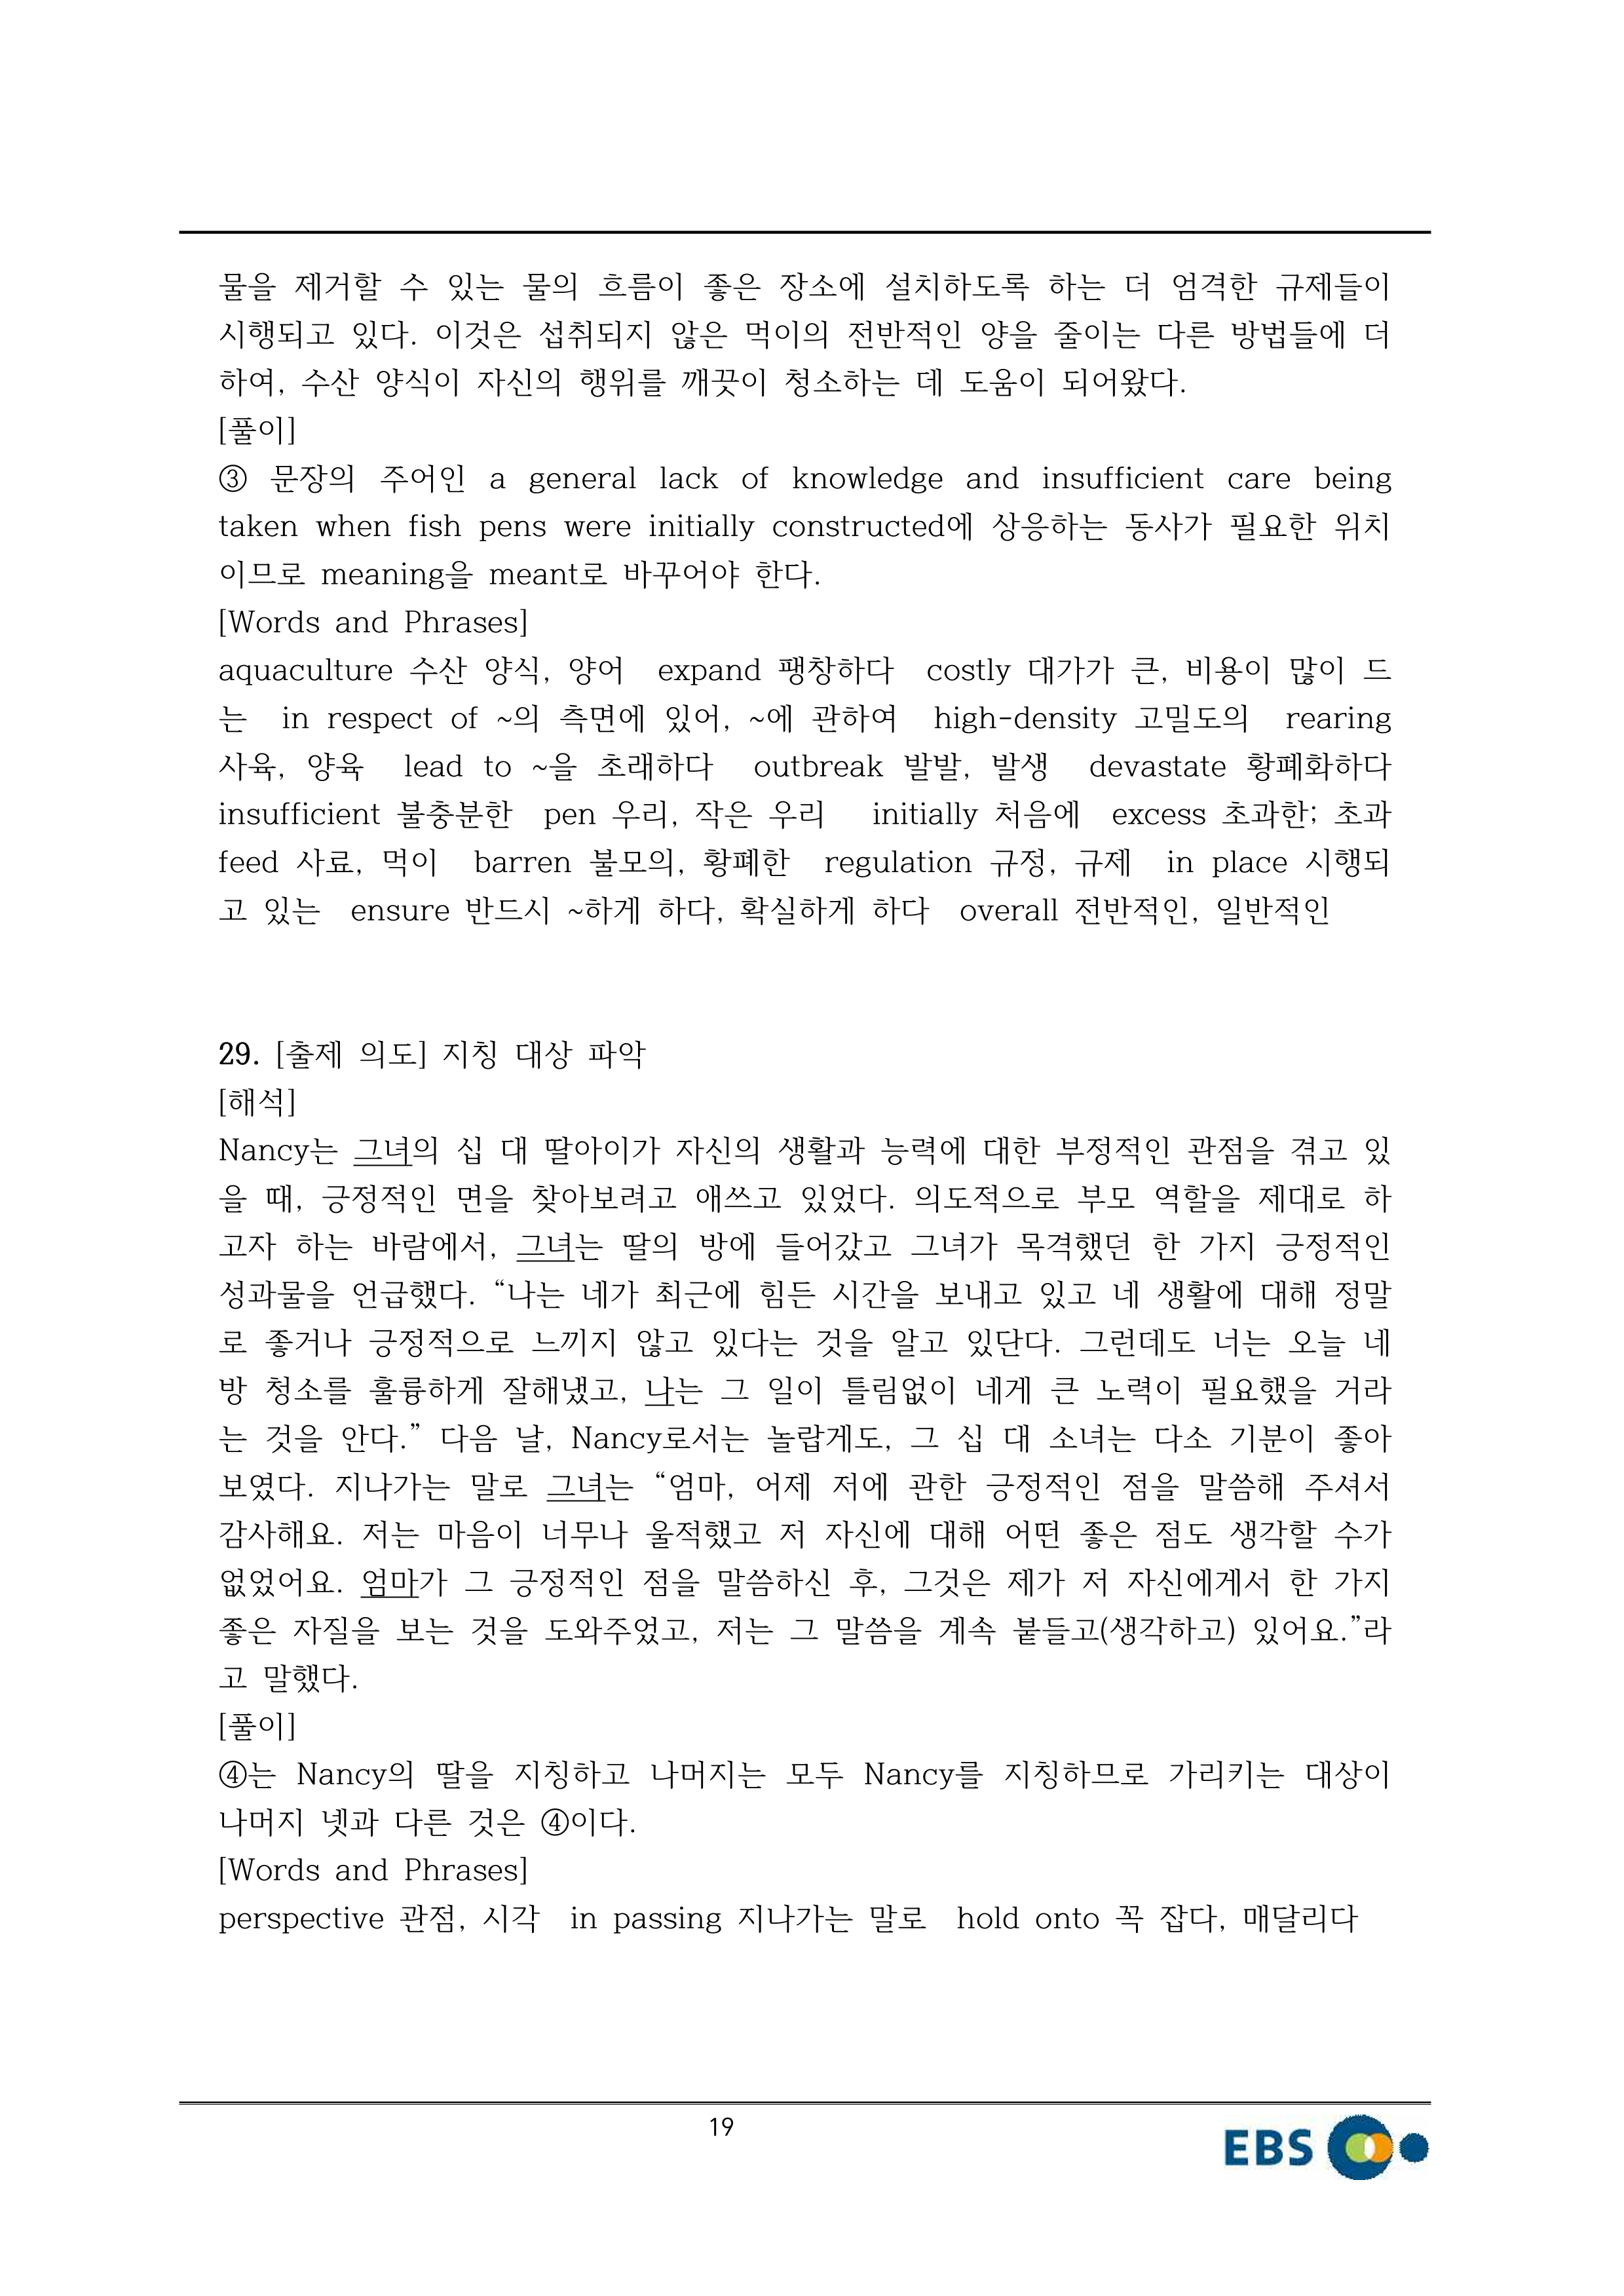 물을 제거할 수 있는 물의 흐름이 좋은 장소에 설치하도록 하는 더 엄격한 규제들이
시행되고 있다. 이것은 섭취되지 않은 먹이의 전반적인 양을 줄이는 다른 방법들에 더
하여, 수산 양식이 자신의 행위를 깨끗이 청소하는 데 도움이 되어왔다.
[풀이]
③ 문장의 주어인 a general lack of knowledge and insufficient care being
taken when fish pens were initially constructed에 상응하는 동사가 필요한 위치
이므로 meaning을 meant로 바꾸어야 한다.
[Words and Phrases]
aquaculture 수산 양식, 양어 expand 팽창하다 costly 대가가 큰, 비용이 많이 드
는 in respect of ~의 측면에 있어, ~에 관하여 high-density 고밀도의 rearing
사육, 양육 lead to ~을 초래하다 outbreak 발발, 발생 devastate 황폐화하다
insufficient 불충분한 pen 우리, 작은 우리 initially 처음에 excess 초과한; 초과
feed 사료, 먹이 barren 불모의, 황폐한 regulation 규정, 규제 in place 시행되
고 있는 ensure 반드시 ~하게 하다, 확실하게 하다 overall 전반적인, 일반적인
29. [출제 의도] 지칭 대상 파악
[해석]
Nancy는 그녀의 십 대 딸아이가 자신의 생활과 능력에 대한 부정적인 관점을 겪고 있
을 때, 긍정적인 면을 찾아보려고 애쓰고 있었다. 의도적으로 부모 역할을 제대로 하
고자 하는 바람에서, 그녀는 딸의 방에 들어갔고 그녀가 목격했던 한 가지 긍정적인
성과물을 언급했다. “나는 네가 최근에 힘든 시간을 보내고 있고 네 생활에 대해 정말
로 좋거나 긍정적으로 느끼지 않고 있다는 것을 알고 있단다. 그런데도 너는 오늘 네
방 청소를 훌륭하게 잘해냈고, 나는 그 일이 틀림없이 네게 큰 노력이 필요했을 거라
는 것을 안다.” 다음 날, Nancy로서는 놀랍게도, 그 십 대 소녀는 다소 기분이 좋아
보였다. 지나가는 말로 그녀는 “엄마, 어제 저에 관한 긍정적인 점을 말씀해 주셔서
감사해요. 저는 마음이 너무나 울적했고 저 자신에 대해 어떤 좋은 점도 생각할 수가
없었어요. 엄마가 그 긍정적인 점을 말씀하신 후, 그것은 제가 저 자신에게서 한 가지
좋은 자질을 보는 것을 도와주었고, 저는 그 말씀을 계속 붙들고(생각하고) 있어요.”라
고 말했다.
[풀이]
④는 Nancy의 딸을 지칭하고 나머지는 모두 Nancy를 지칭하므로 가리키는 대상이
나머지 넷과 다른 것은 ④이다.
[Words and Phrases]
perspective 관점, 시각 in passing 지나가는 말로 hold onto 꼭 잡다, 매달리다
19
EBS